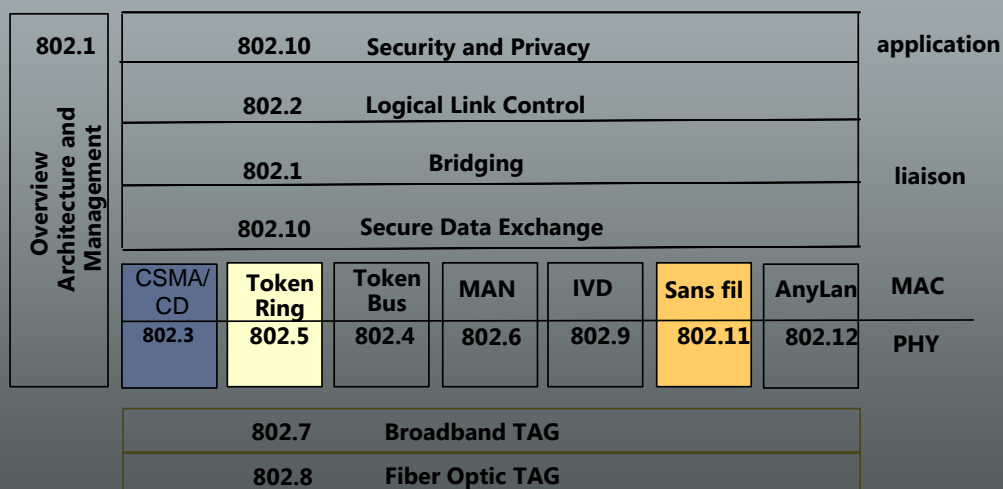 802.1
Overview
Architecture and
Management
802.10 Security and Privacy
application
802.2 Logical Link Control
802.1 Bridging
liaison
802.10 Secure Data Exchange
CSMA/
CD
802.3
Token
Ring
802.5
Token
Bus
802.4
MAN
802.6
IVD
802.9
Sans fil
802.11
AnyLan
802.12
MAC
PHY
802.7 Broadband TAG
802.8 Fiber Optic TAG